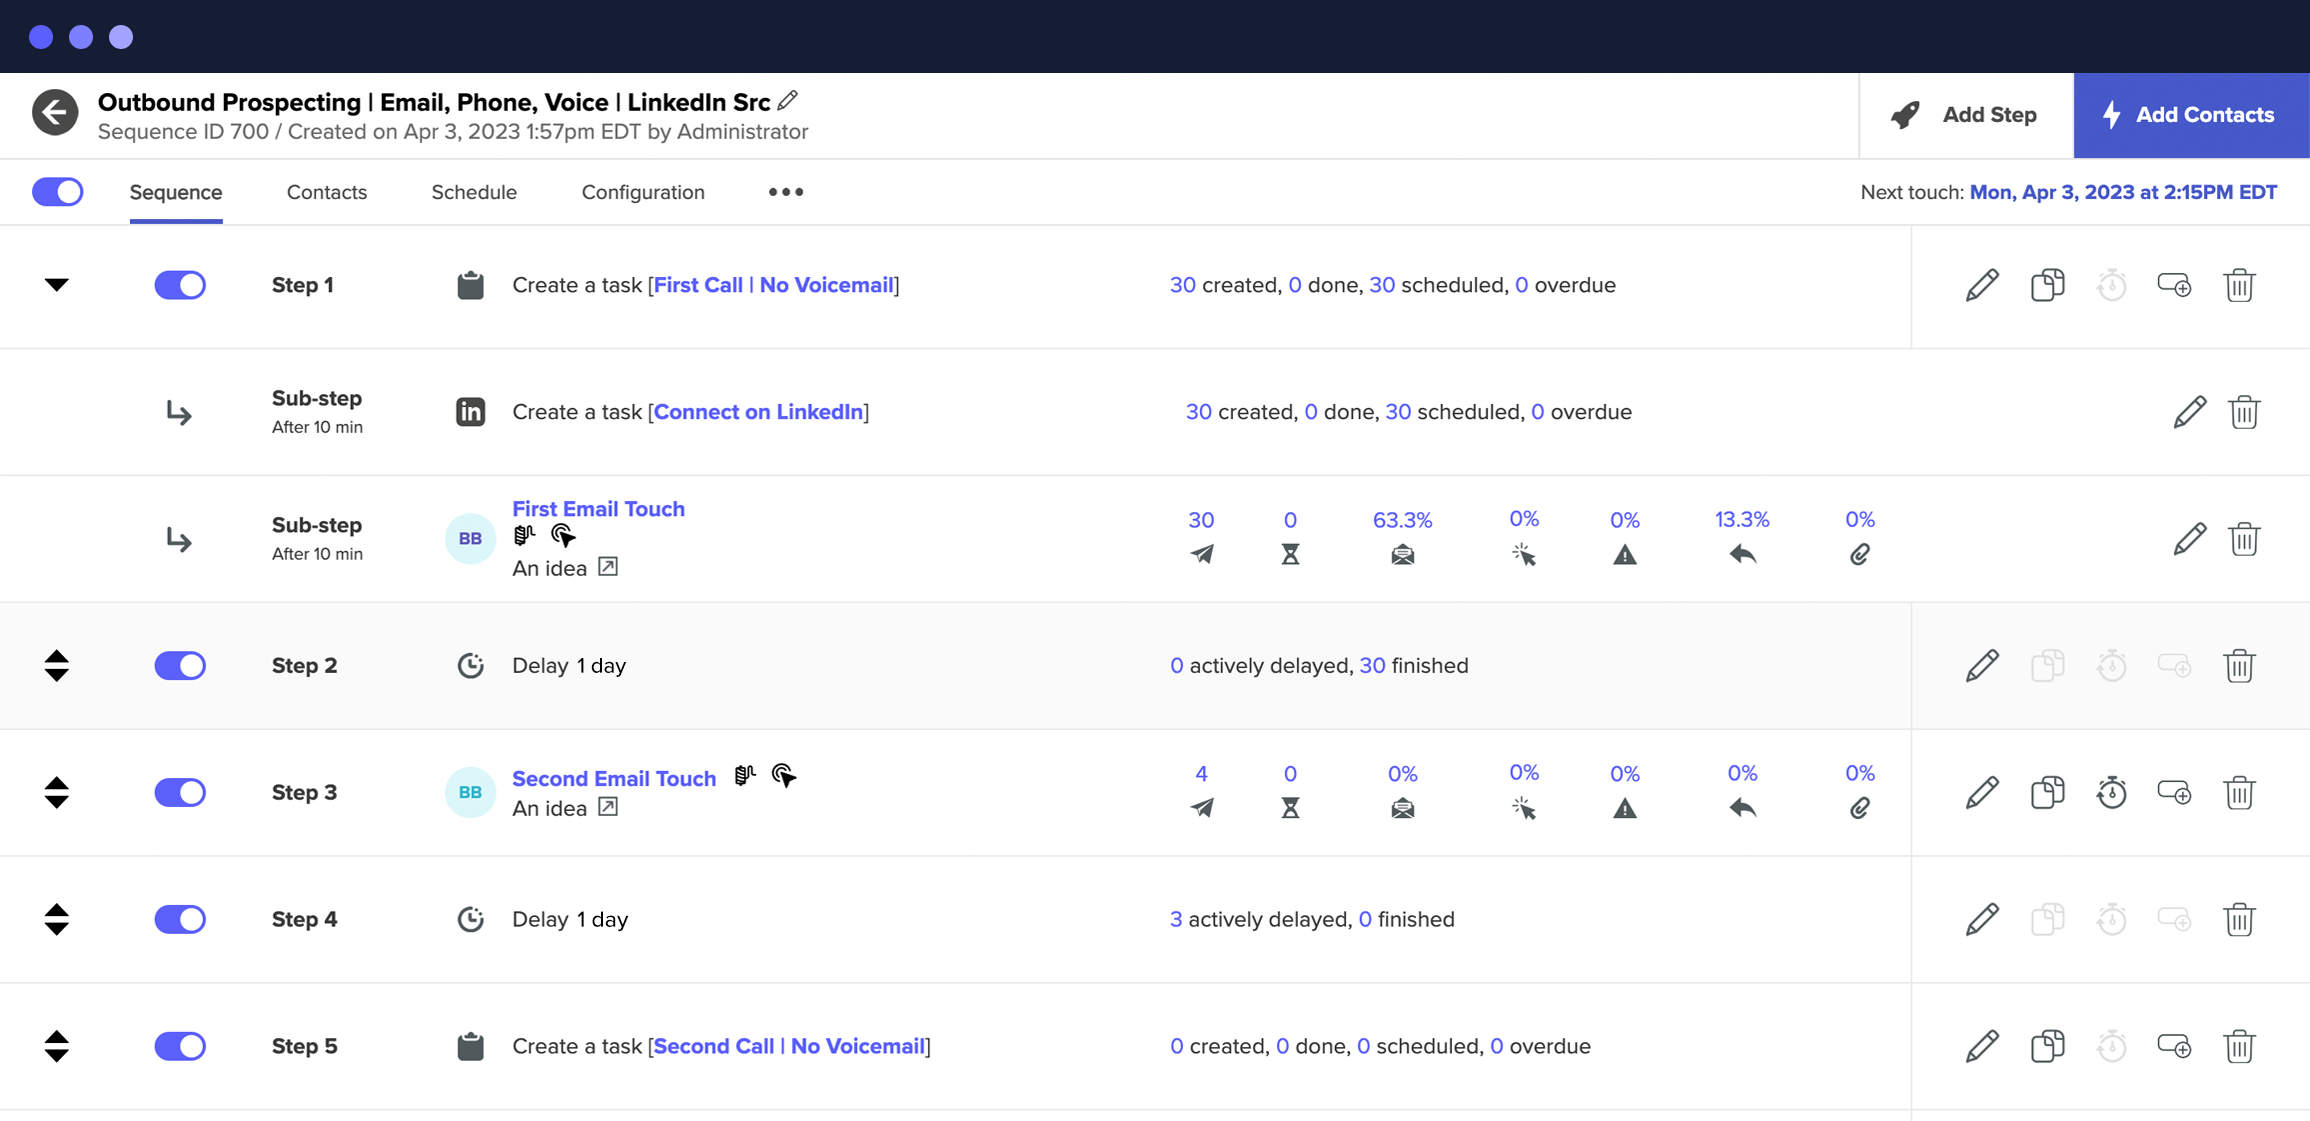 Outbound Prospecting | Email, Phone, Voice | LinkedIn Src
Sequence ID 700 / Created on Apr 3, 2023 1:57pm EDT by Administrator
Add Step
Add Contacts
Sequence
Contacts
Schedule
Configuration
Next touch: Mon, Apr 3, 2023 at 2:15PM EDT
Step 1
Create a task [First Call | No Voicemail]
30 created, 0 done, 30 scheduled, 0 overdue
Sub-step
After 10 min
in
Create a task [Connect on LinkedIn]
30 created, 0 done, 30 scheduled, 0 overdue
Sub-step
After 10 min
BB
First Email Touch
An idea
30 0 63.3% 0% 0% 13.3% 0%
Step 2
Delay 1 day
0 actively delayed, 30 finished
Step 3
BB
Second Email Touch
An idea
4 0 0% 0% 0% 0% 0%
Step 4
Delay 1 day
3 actively delayed, 0 finished
Step 5
Create a task [Second Call | No Voicemail]
0 created, 0 done, 0 scheduled, 0 overdue